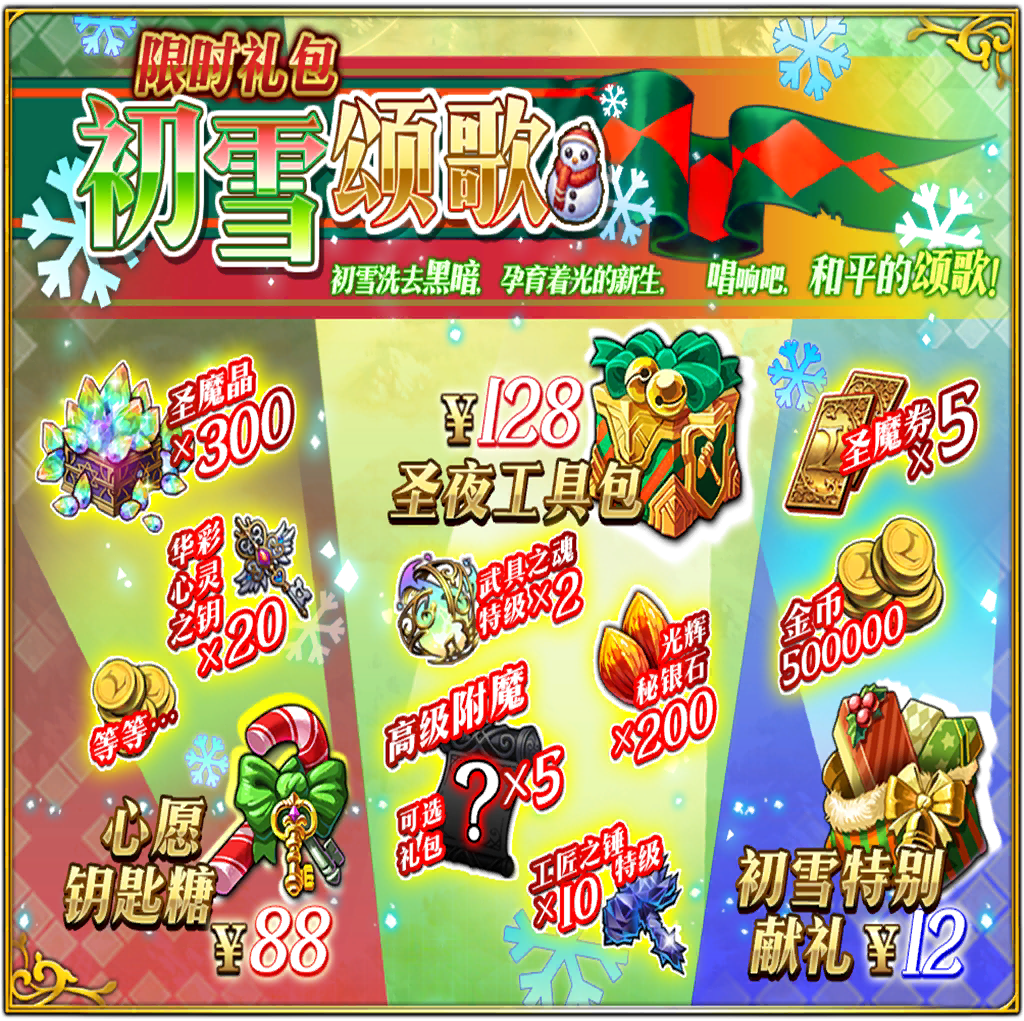 限时礼包
初雪颂歌
初雪洗去黑暗, 孕育着光的新生, 唱响吧, 和平的颂歌!
圣魔晶
×300
华彩
心灵
之钥
×20
等等…
心愿
钥匙糖
¥88
¥128
圣夜工具包
武具之魂
特级×2
光辉
秘银石
×200
高级附魔
?×5
可选
礼包
工匠之锤
特级
×10
圣魔券
×5
金币
500000
初雪特别
献礼 ¥12